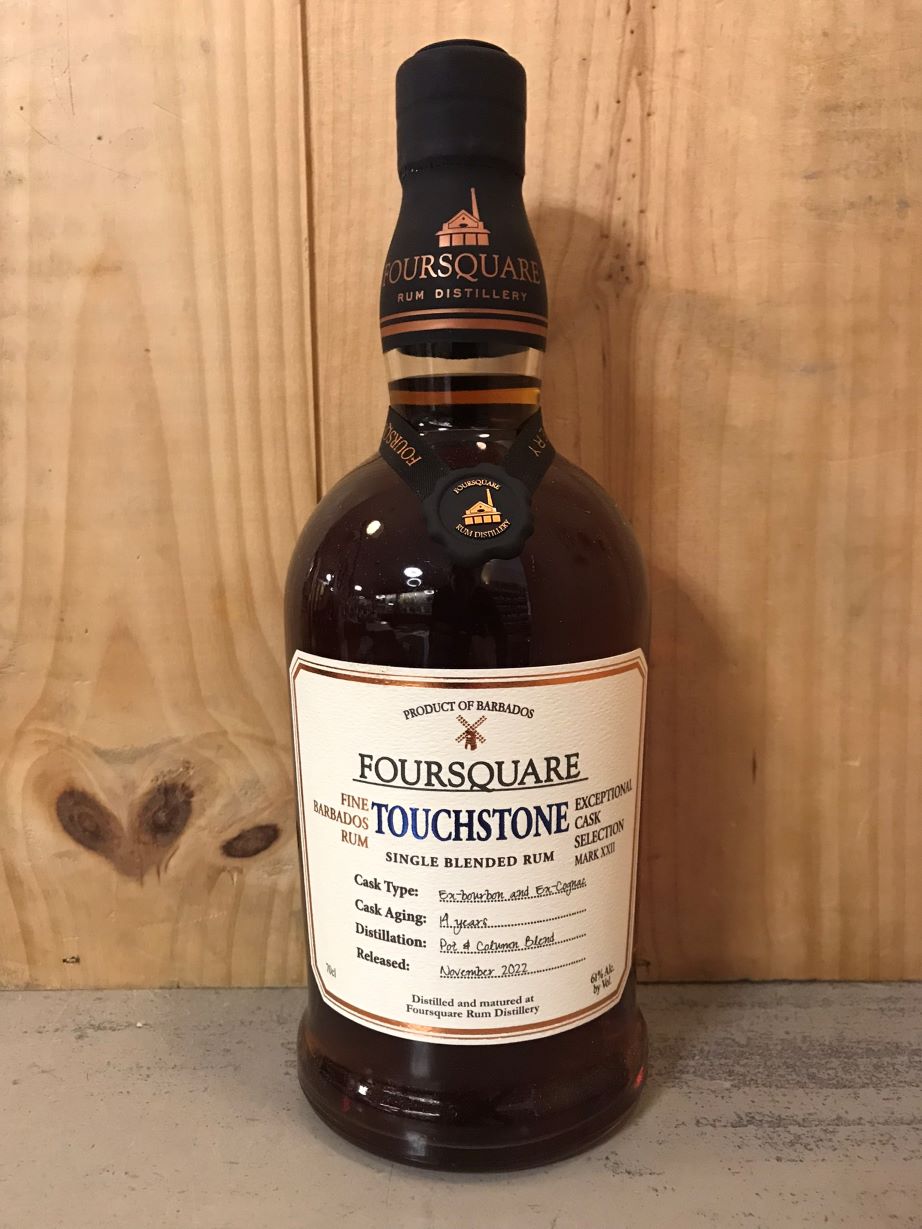 FOURSQUARE
RUM DISTILLERY
FOURSQ
ERY
FOURSQUARE
RUM DISTILLERY
PRODUCT OF BARBADOS
FOURSQUARE
FINE
BARBADOS
RUM
TOUCHSTONE
EXCEPTIONAL
CASK
SELECTION
MARK XXII
SINGLE BLENDED RUM
Cask Type: Ex-bourbon and Ex-Cognac
Cask Aging: 14 years
Distillation: Pot & Column Blend
Released: November 2022
70cl
61% Alc.
by Vol.
Distilled and matured at
Foursquare Rum Distillery